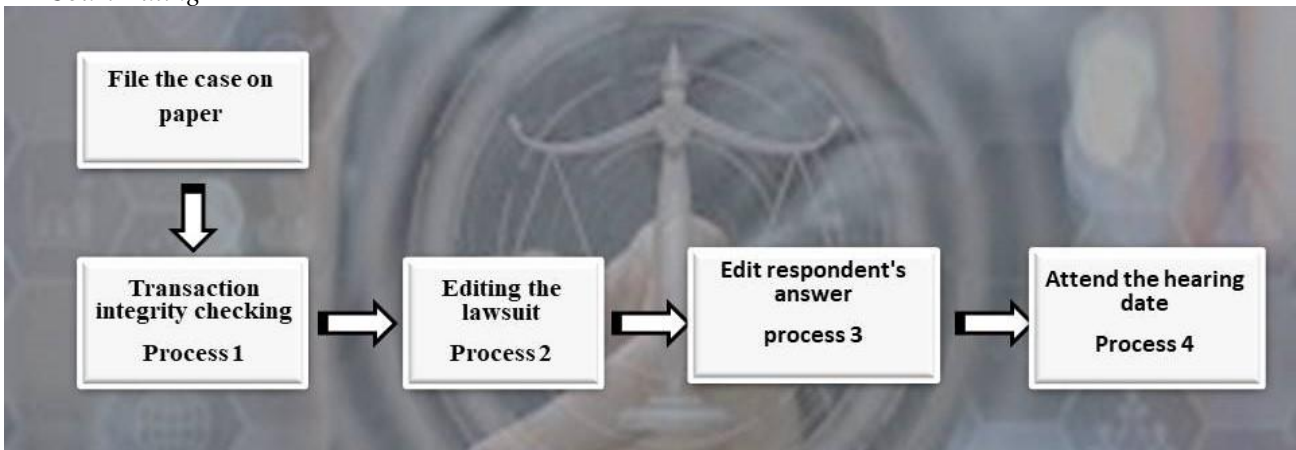 File the case on
paper
Transaction
integrity checking
Process 1
Editing the
lawsuit
Process 2
Edit respondent's
answer
process 3
Attend the hearing
date
Process 4